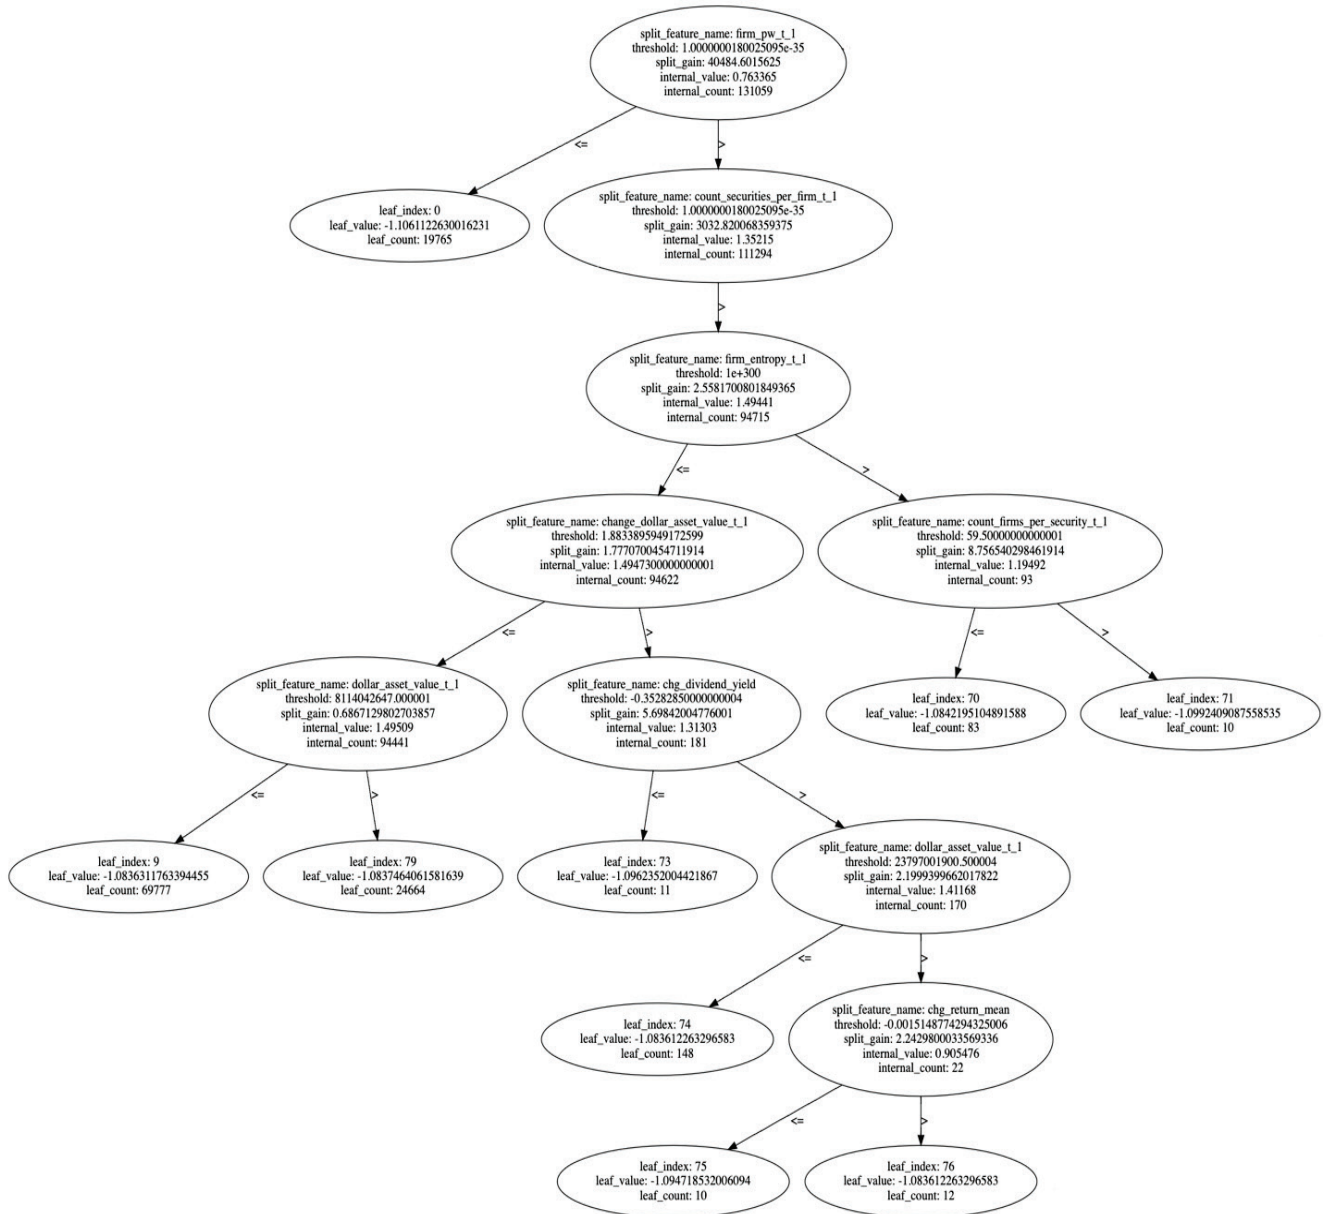 split_feature_name: firm_pw_t_1
threshold: 1.0000000180025095e-35
split_gain: 40484.6015625
internal_value: 0.763365
internal_count: 131059
<=
>
leaf_index: 0
leaf_value: -1.1061122630016231
leaf_count: 19765
split_feature_name: count_securities_per_firm_t_1
threshold: 1.0000000180025095e-35
split_gain: 3032.820068359375
internal_value: 1.35215
internal_count: 111294
>
split_feature_name: firm_entropy_t_1
threshold: 1e+300
split_gain: 2.5581700801849365
internal_value: 1.49441
internal_count: 94715
<=
>
split_feature_name: change_dollar_asset_value_t_1
threshold: 1.8833895949172599
split_gain: 1.7770700454711914
internal_value: 1.4947300000000001
internal_count: 94622
split_feature_name: count_firms_per_security_t_1
threshold: 59.50000000000001
split_gain: 8.756540298461914
internal_value: 1.19492
internal_count: 93
<=
>
<=
>
split_feature_name: dollar_asset_value_t_1
threshold: 8114042647.000001
split_gain: 0.6867129802703857
internal_value: 1.49509
internal_count: 94441
split_feature_name: chg_dividend_yield
threshold: -0.35282850000000004
split_gain: 5.69842004776001
internal_value: 1.31303
internal_count: 181
leaf_index: 70
leaf_value: -1.0842195104891588
leaf_count: 83
leaf_index: 71
leaf_value: -1.0992409087558535
leaf_count: 10
<=
>
<=
>
leaf_index: 9
leaf_value: -1.0836311763394455
leaf_count: 69777
leaf_index: 79
leaf_value: -1.0837464061581639
leaf_count: 24664
leaf_index: 73
leaf_value: -1.0962352004421867
leaf_count: 11
split_feature_name: dollar_asset_value_t_1
threshold: 23797001900.500004
split_gain: 2.1999399662017822
internal_value: 1.41168
internal_count: 170
<=
>
leaf_index: 74
leaf_value: -1.083612263296583
leaf_count: 148
split_feature_name: chg_return_mean
threshold: -0.0015148774294325006
split_gain: 2.2429800033569336
internal_value: 0.905476
internal_count: 22
<=
>
leaf_index: 75
leaf_value: -1.094718532006094
leaf_count: 10
leaf_index: 76
leaf_value: -1.083612263296583
leaf_count: 12